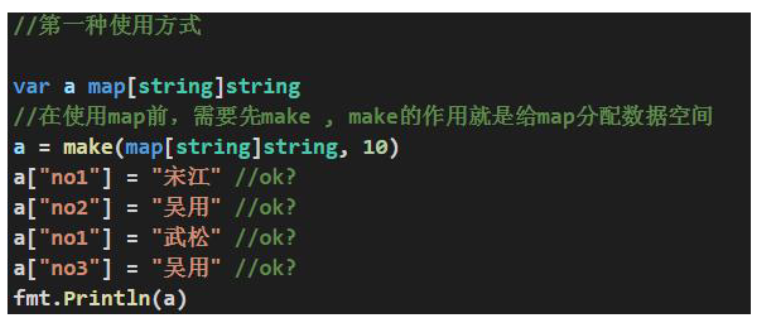 //第一种使用方式
var a map[string]string
//在使用map前，需要先make , make的作用就是给map分配数据空间
a = make(map[string]string, 10)
a["no1"] = "宋江" //ok?
a["no2"] = "吴用" //ok?
a["no1"] = "武松" //ok?
a["no3"] = "吴用" //ok?
fmt.Println(a)